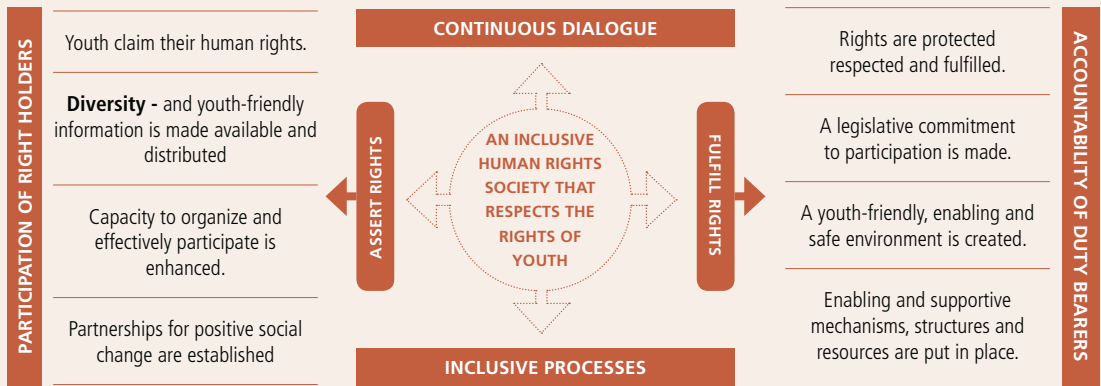 PARTICIPATION OF RIGHT HOLDERS
Youth claim their human rights.
Diversity - and youth-friendly
information is made available and
distributed
Capacity to organize and
effectively participate is
enhanced.
Partnerships for positive social
change are established
ASSERT RIGHTS
CONTINUOUS DIALOGUE
AN INCLUSIVE
HUMAN RIGHTS
SOCIETY THAT
RESPECTS THE
RIGHTS OF
YOUTH
INCLUSIVE PROCESSES
FULFILL RIGHTS
Rights are protected
respected and fulfilled.
A legislative commitment
to participation is made.
A youth-friendly, enabling and
safe environment is created.
Enabling and supportive
mechanisms, structures and
resources are put in place.
ACCOUNTABILITY OF DUTY BEARERS